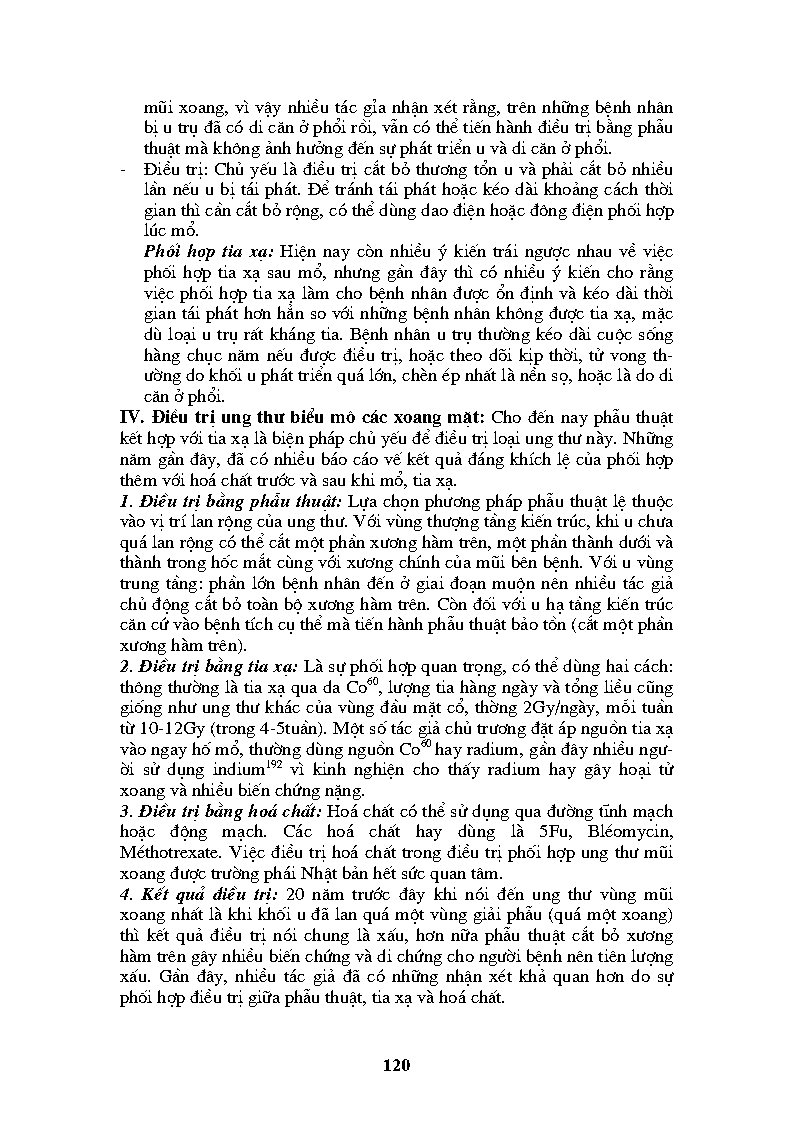 mũi xoang, vì vậy nhiều tác gỉa nhận xét rằng, trên những bệnh nhân
bị u trụ đã có di căn ở phổi rồi, vẫn có thể tiến hành điều trị bằng phẫu
thuật mà không ảnh hưởng đến sự phát triển u và di căn ở phổi.
- Điều trị: Chủ yếu là điều trị cắt bỏ thương tổn u và phải cắt bỏ nhiều
lần nếu u bị tái phát. Để tránh tái phát hoặc kéo dài khoảng cách thời
gian thì cần cắt bỏ rộng, có thể dùng dao điện hoặc đông điện phối hợp
lúc mổ.
Phối hợp tia xạ: Hiện nay còn nhiều ý kiến trái ngược nhau về việc
phối hợp tia xạ sau mổ, nhưng gần đây thì có nhiều ý kiến cho rằng
việc phối hợp tia xạ làm cho bệnh nhân được ổn định và kéo dài thời
gian tái phát hơn hẳn so với những bệnh nhân không được tia xạ, mặc
dù loại u trụ rất kháng tia. Bệnh nhân u trụ thường kéo dài cuộc sống
hàng chục năm nếu được điều trị, hoặc theo dõi kịp thời, tử vong th-
ường do khối u phát triển quá lớn, chèn ép nhất là nền sọ, hoặc là do di
căn ở phổi.
IV. Điều trị ung thư biểu mô các xoang mặt: Cho đến nay phẫu thuật
kết hợp với tia xạ là biện pháp chủ yếu để điều trị loại ung thư này. Những
năm gần đây, đã có nhiều báo cáo vế kết quả đáng khích lệ của phối hợp
thêm với hoá chất trước và sau khi mổ, tia xạ.
1. Điều trị bằng phẫu thuật: Lựa chọn phương pháp phẫu thuật lệ thuộc
vào vị trí lan rộng của ung thư. Với vùng thượng tầng kiến trúc, khi u chưa
quá lan rộng có thể cắt một phần xương hàm trên, một phần thành dưới và
thành trong hốc mắt cùng với xương chính của mũi bên bệnh. Với u vùng
trung tầng: phần lớn bệnh nhân đến ở giai đoạn muộn nên nhiều tác giả
chủ động cắt bỏ toàn bộ xương hàm trên. Còn đối với u hạ tầng kiến trúc
căn cứ vào bệnh tích cụ thể mà tiến hành phẫu thuật bảo tồn (cắt một phần
xương hàm trên).
2. Điều trị bằng tia xạ: Là sự phối hợp quan trọng, có thể dùng hai cách:
thông thường là tia xạ qua da Co⁶⁰, lượng tia hàng ngày và tổng liều cũng
giống như ung thư khác của vùng đầu mặt cổ, thờng 2Gy/ngày, mỗi tuần
từ 10-12Gy (trong 4-5tuần). Một số tác giả chủ trương đặt áp nguồn tia xạ
vào ngay hố mổ, thường dùng nguồn Co⁶⁰ hay radium, gần đây nhiều ngư-
ời sử dụng indium¹⁹² vì kinh nghiện cho thấy radium hay gây hoại tử
xoang và nhiều biến chứng nặng.
3. Điều trị bằng hoá chất: Hoá chất có thể sử dụng qua đường tĩnh mạch
hoặc động mạch. Các hoá chất hay dùng là 5Fu, Bléomycin,
Méthotrexate. Việc điều trị hoá chất trong điều trị phối hợp ung thư mũi
xoang được trường phái Nhật bản hết sức quan tâm.
4. Kết quả điều trị: 20 năm trước đây khi nói đến ung thư vùng mũi
xoang nhất là khi khối u đã lan quá một vùng giải phẫu (quá một xoang)
thì kết quả điều trị nói chung là xấu, hơn nữa phẫu thuật cắt bỏ xương
hàm trên gây nhiều biến chứng và di chứng cho người bệnh nên tiên lượng
xấu. Gần đây, nhiều tác giả đã có những nhận xét khả quan hơn do sự
phối hợp điều trị giữa phẫu thuật, tia xạ và hoá chất.
120